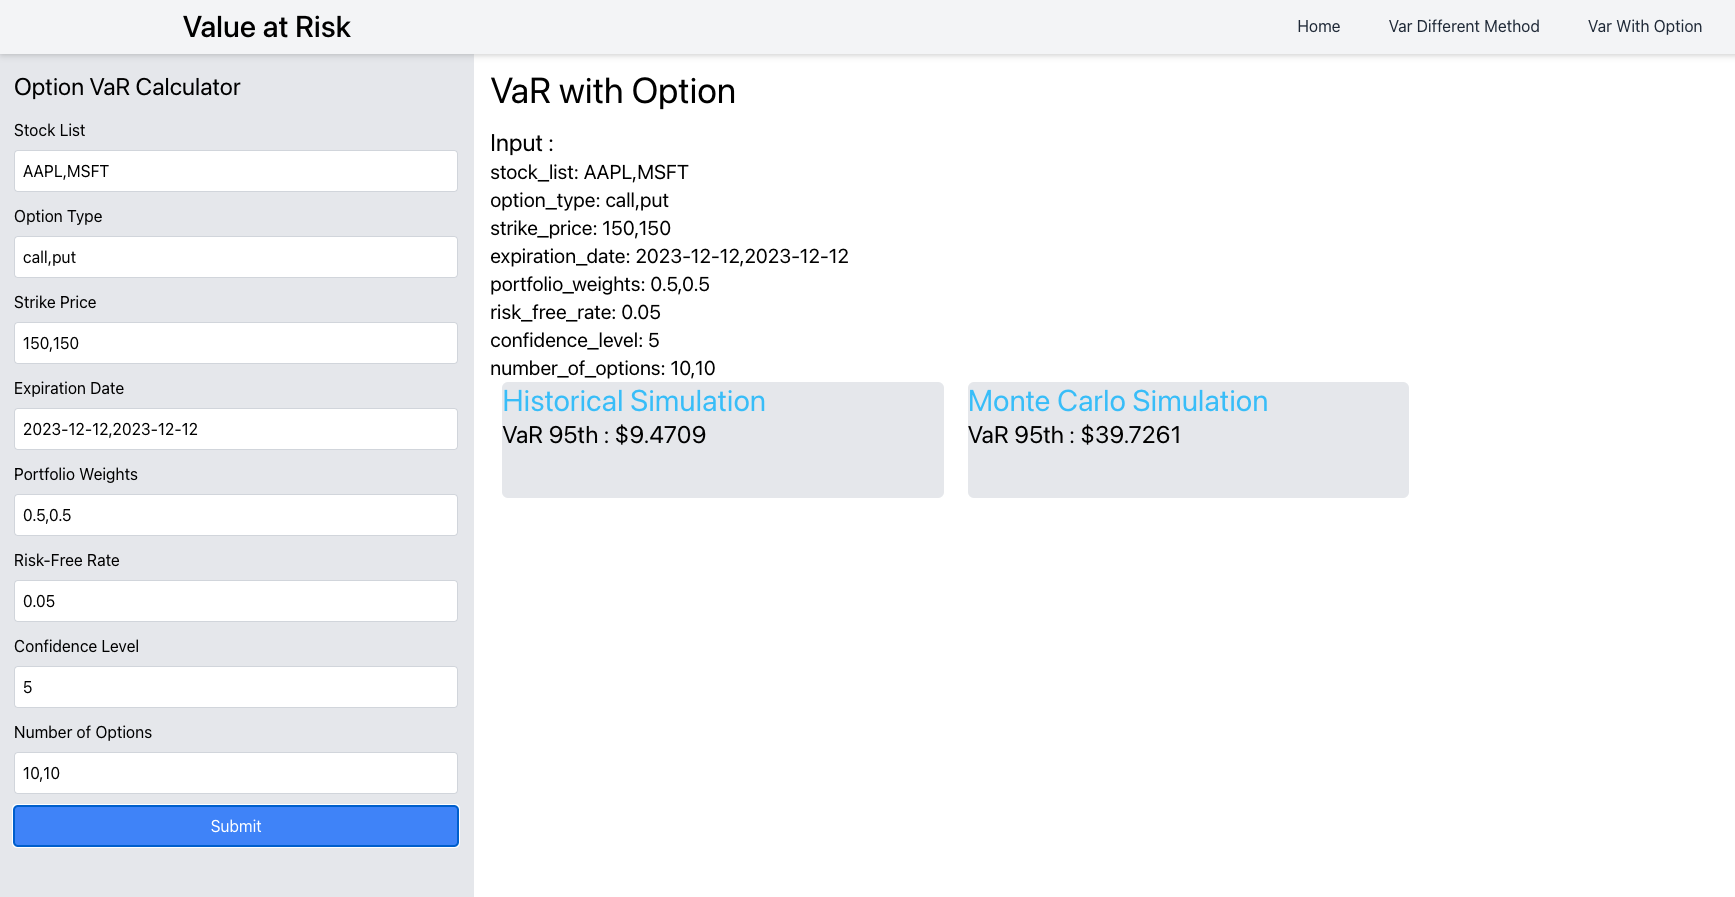 Value at Risk
Home
Var Different Method
Var With Option
Option VaR Calculator
Stock List
AAPL,MSFT
Option Type
call,put
Strike Price
150,150
Expiration Date
2023-12-12,2023-12-12
Portfolio Weights
0.5,0.5
Risk-Free Rate
0.05
Confidence Level
5
Number of Options
10,10
Submit
VaR with Option
Input :
stock_list: AAPL,MSFT
option_type: call,put
strike_price: 150,150
expiration_date: 2023-12-12,2023-12-12
portfolio_weights: 0.5,0.5
risk_free_rate: 0.05
confidence_level: 5
number_of_options: 10,10
Historical Simulation
VaR 95th : $9.4709
Monte Carlo Simulation
VaR 95th : $39.7261